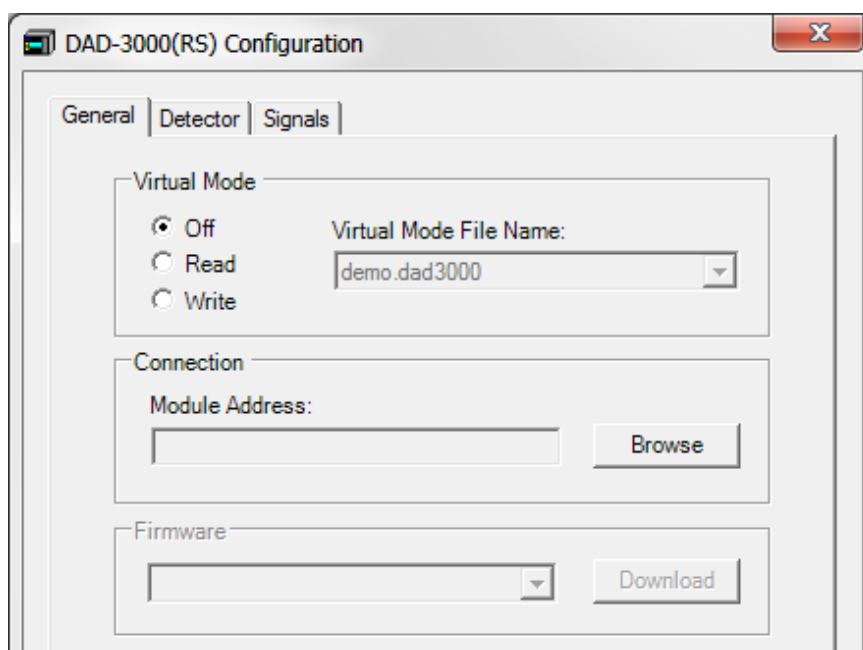 DAD-3000(RS) Configuration
General Detector Signals
Virtual Mode
Off
Virtual Mode File Name:
Read
demo.dad3000
Write
Connection
Module Address:
Browse
Firmware
Download